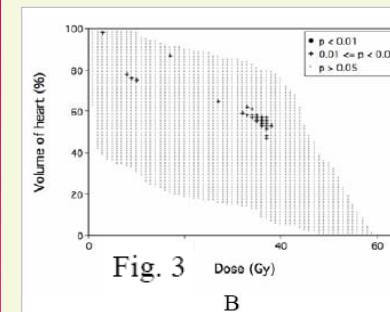 100
80
60
40
20
0
Volume of heart (%)
p < 0.01
0.01 <= p < 0.0
p > 0.05
0 40 60
Fig. 3 Dose (Gy)
B